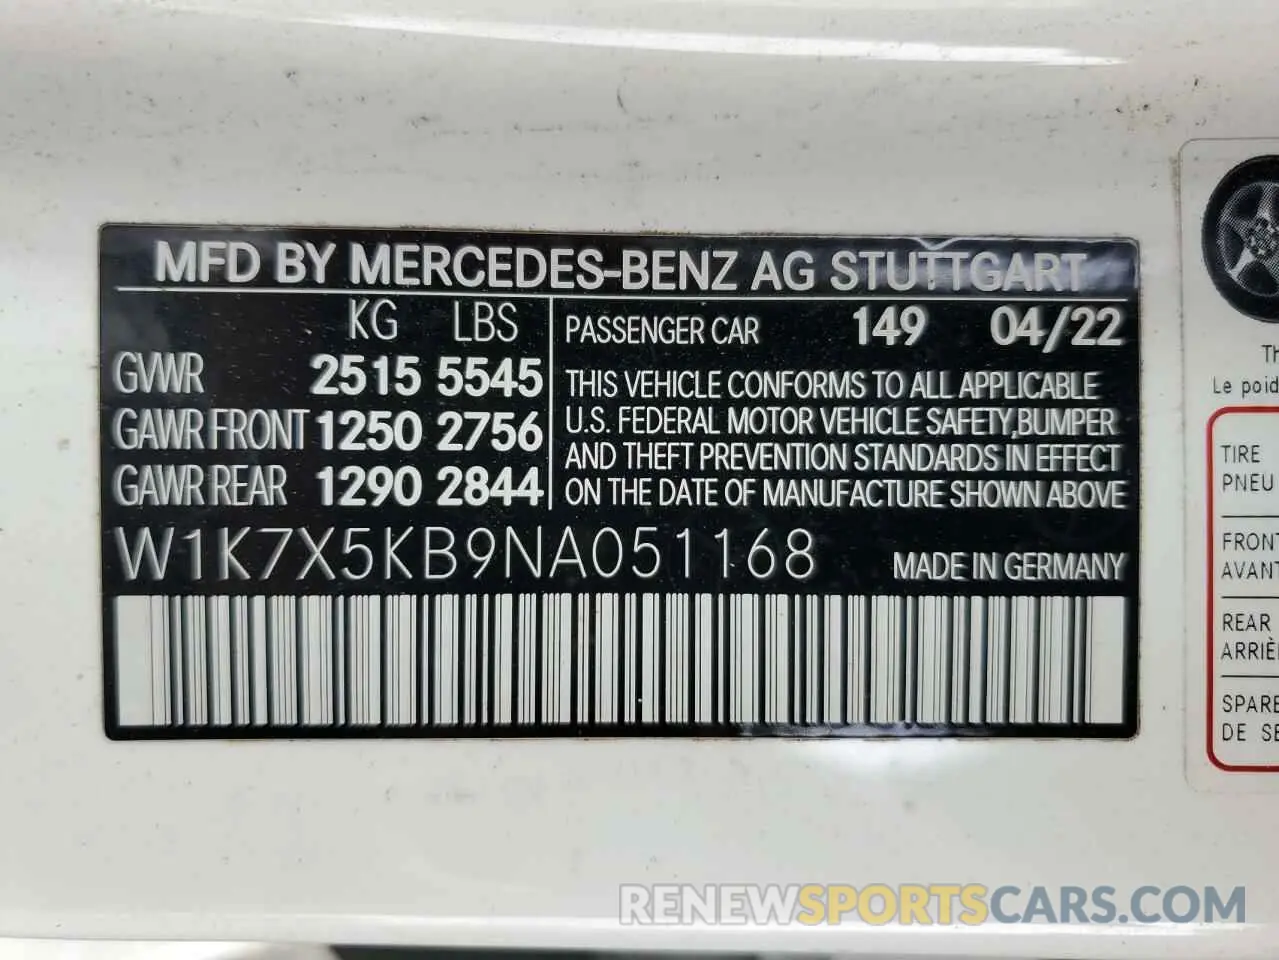 MFD BY MERCEDES-BENZ AG STUTTGART
KG LBS
GVWR 2515 5545
GAWR FRONT 1250 2756
GAWR REAR 1290 2844
PASSENGER CAR 149 04/22
THIS VEHICLE CONFORMS TO ALL APPLICABLE
U.S. FEDERAL MOTOR VEHICLE SAFETY,BUMPER
AND THEFT PREVENTION STANDARDS IN EFFECT
ON THE DATE OF MANUFACTURE SHOWN ABOVE
W1K7X5KB9NA051168 MADE IN GERMANY
Le
TIRE
PNEU
FRONT
AVANT
REAR
SPARE
DE
RENEWSPORTSCARS.COM